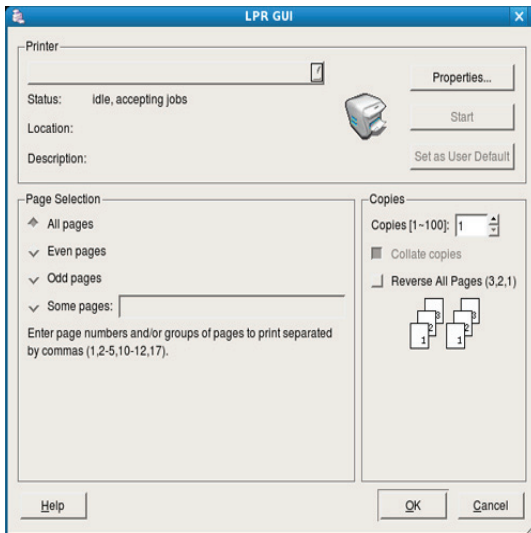 LPR GUI
Printer
Properties...
Status: idle, accepting jobs
Start
Location:
Description:
Set as User Default
Page Selection
All pages
Even pages
Odd pages
Some pages:
Enter page numbers and/or groups of pages to print separated
by commas (1,2-5,10-12,17).
Copies
Copies [1~100]: 1
Collate copies
Reverse All Pages (3,2,1)
3 3
2 2
1 1
Help
OK
Cancel